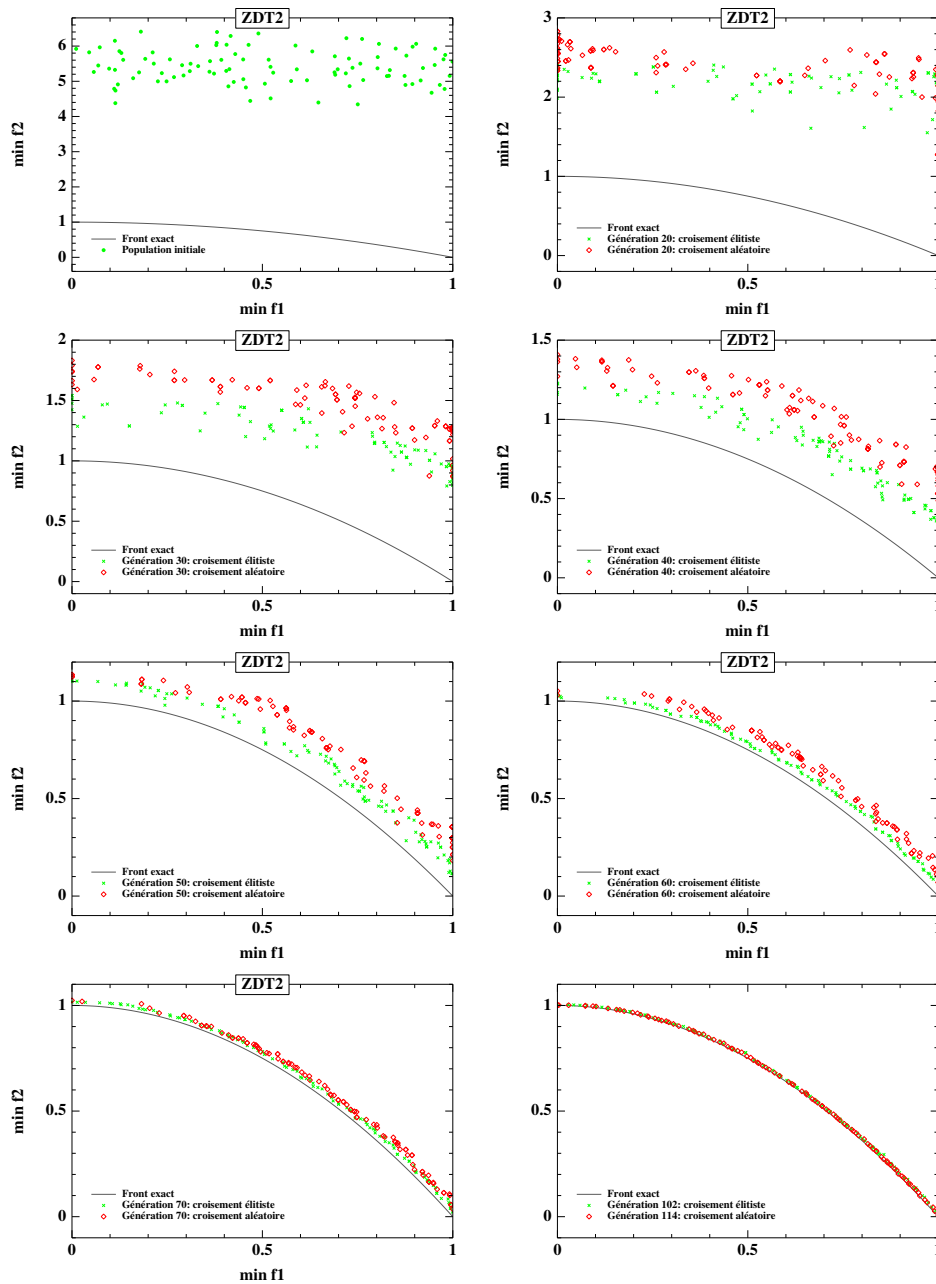 ZDT2
6
5
4
3
2
1
0
min f2
Front exact
Population initiale
0
0.5
1
min f1
ZDT2
3
2
1
0
min f2
Front exact
Génération 20: croisement élitiste
Génération 20: croisement aléatoire
0
0.5
1
min f1
ZDT2
2
1.5
1
0.5
0
min f2
Front exact
Génération 30: croisement élitiste
Génération 30: croisement aléatoire
0
0.5
1
min f1
ZDT2
1.5
1
0.5
0
min f2
Front exact
Génération 40: croisement élitiste
Génération 40: croisement aléatoire
0
0.5
1
min f1
ZDT2
1
0.5
0
min f2
Front exact
Génération 50: croisement élitiste
Génération 50: croisement aléatoire
0
0.5
1
min f1
ZDT2
1
0.5
0
min f2
Front exact
Génération 60: croisement élitiste
Génération 60: croisement aléatoire
0
0.5
1
min f1
ZDT2
1
0.5
0
min f2
Front exact
Génération 70: croisement élitiste
Génération 70: croisement aléatoire
0
0.5
1
min f1
1
0.5
0
Front exact
Génération 102: croisement élitiste
Génération 114: croisement aléatoire
0
0.5
1
min f1